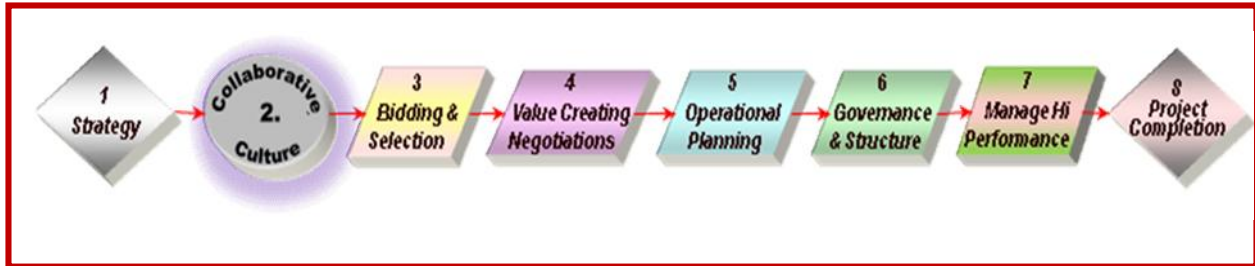 1
Strategy
Collaborative
2.
Culture
3
Bidding &
Selection
4
Value Creating
Negotiations
5
Operational
Planning
6
Governance
& Structure
7
Manage Hi
Performance
8
Project
Completion